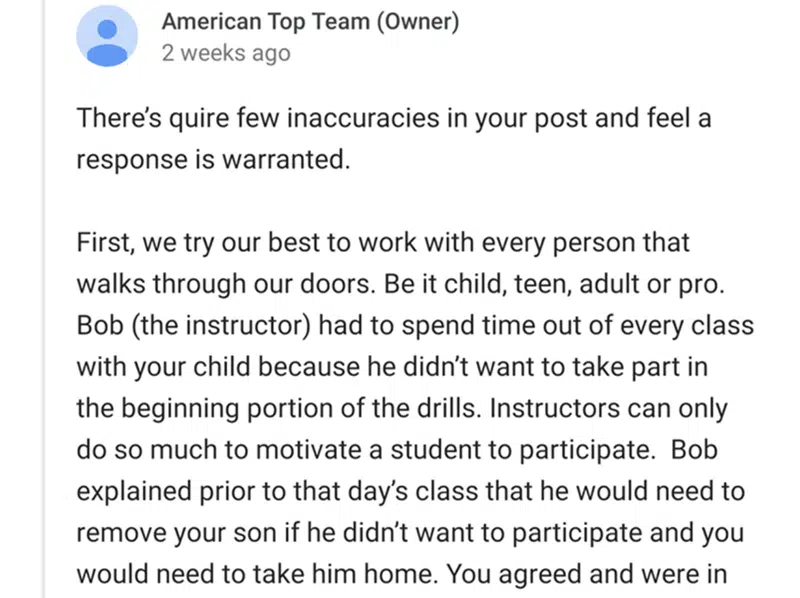 American Top Team (Owner)
2 weeks ago
There's quire few inaccuracies in your post and feel a
response is warranted.
First, we try our best to work with every person that
walks through our doors. Be it child, teen, adult or pro.
Bob (the instructor) had to spend time out of every class
with your child because he didn't want to take part in
the beginning portion of the drills. Instructors can only
do so much to motivate a student to participate.  Bob
explained prior to that day's class that he would need to
remove your son if he didn't want to participate and you
would need to take him home. You agreed and were in